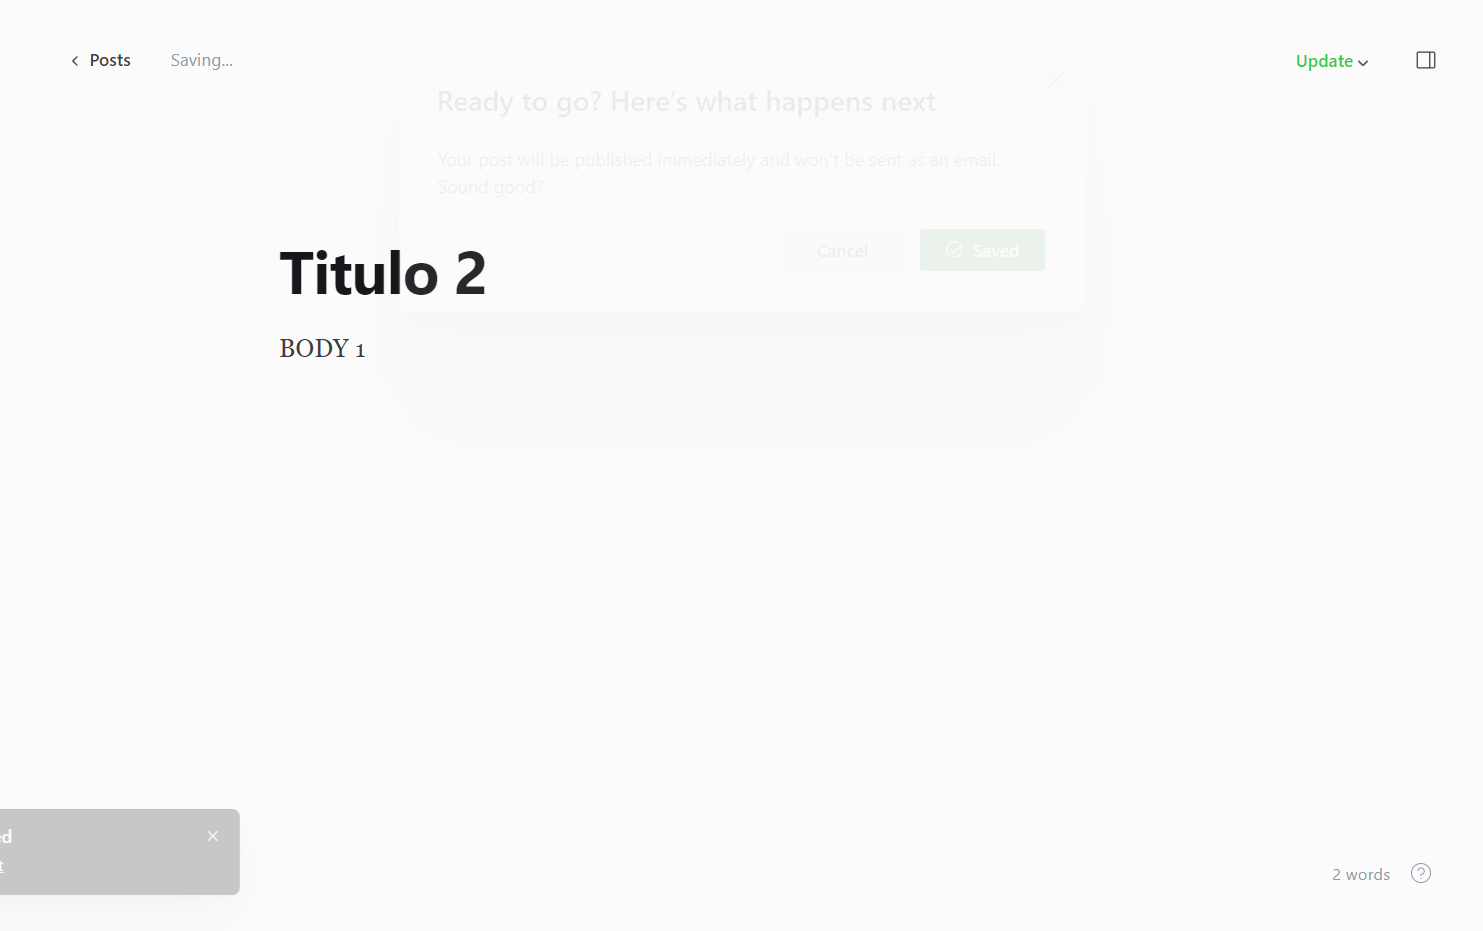 Posts
Saving...
Update
Ready to go? Here's what happens next
Your post will be published immediately and won't be sent as an email.
Sound good?
Cancel
Saved
Titulo 2
BODY 1
ed
t
2 words
?